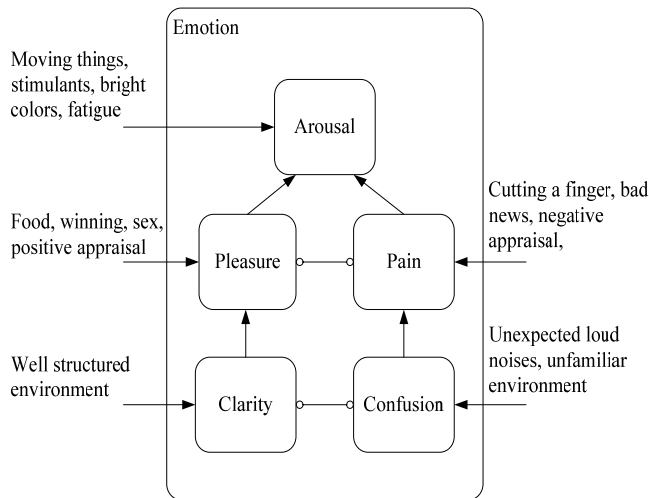 Emotion
Moving things,
stimulants, bright
colors, fatigue
Arousal
Food, winning, sex,
positive appraisal
Pleasure
Pain
Cutting a finger, bad
news, negative
appraisal,
Well structured
environment
Clarity
Confusion
Unexpected loud
noises, unfamiliar
environment